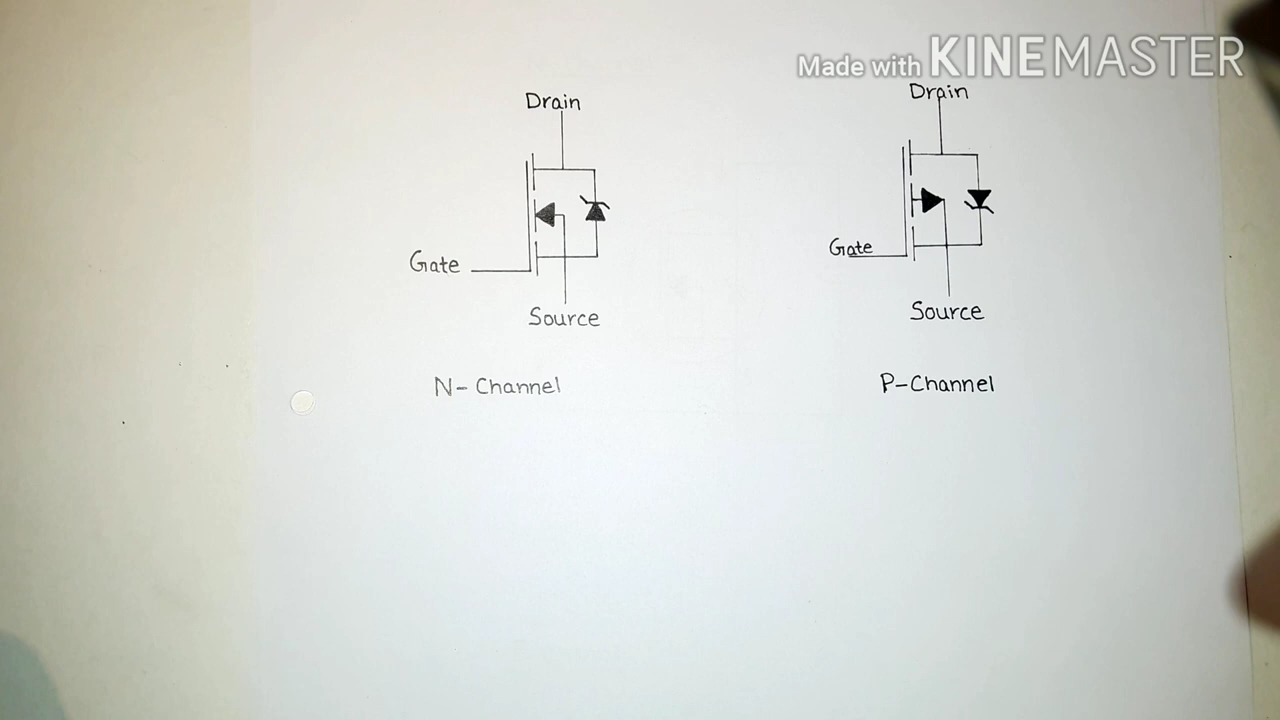 Made with KINEMASTER
Drain
Drain
Gate
Gate
Source
Source
N- Channel
P-Channel